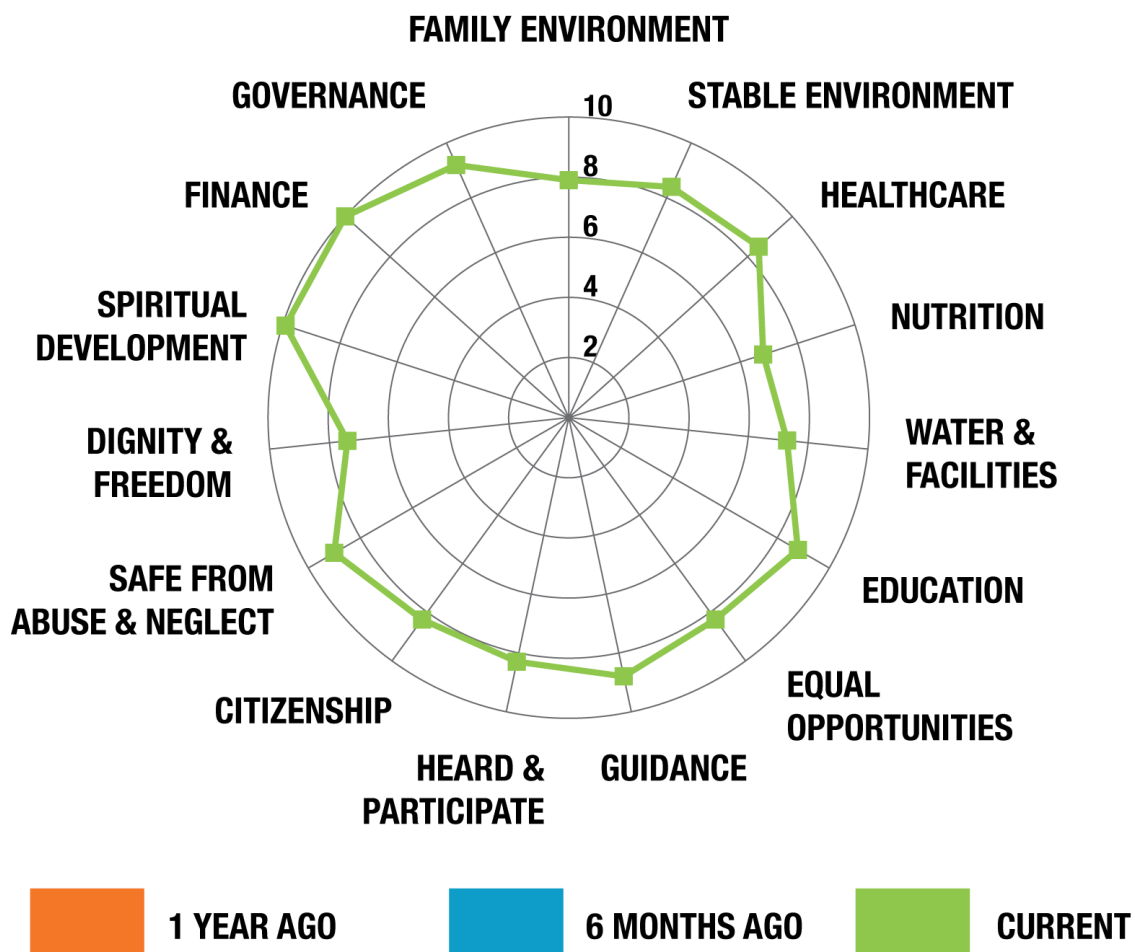 FAMILY ENVIRONMENT
GOVERNANCE
STABLE ENVIRONMENT
10
8
6
4
2
FINANCE
HEALTHCARE
SPIRITUAL
DEVELOPMENT
NUTRITION
DIGNITY &
FREEDOM
WATER &
FACILITIES
SAFE FROM
ABUSE & NEGLECT
EDUCATION
CITIZENSHIP
EQUAL
OPPORTUNITIES
HEARD &
PARTICIPATE
GUIDANCE
1 YEAR AGO
6 MONTHS AGO
CURRENT